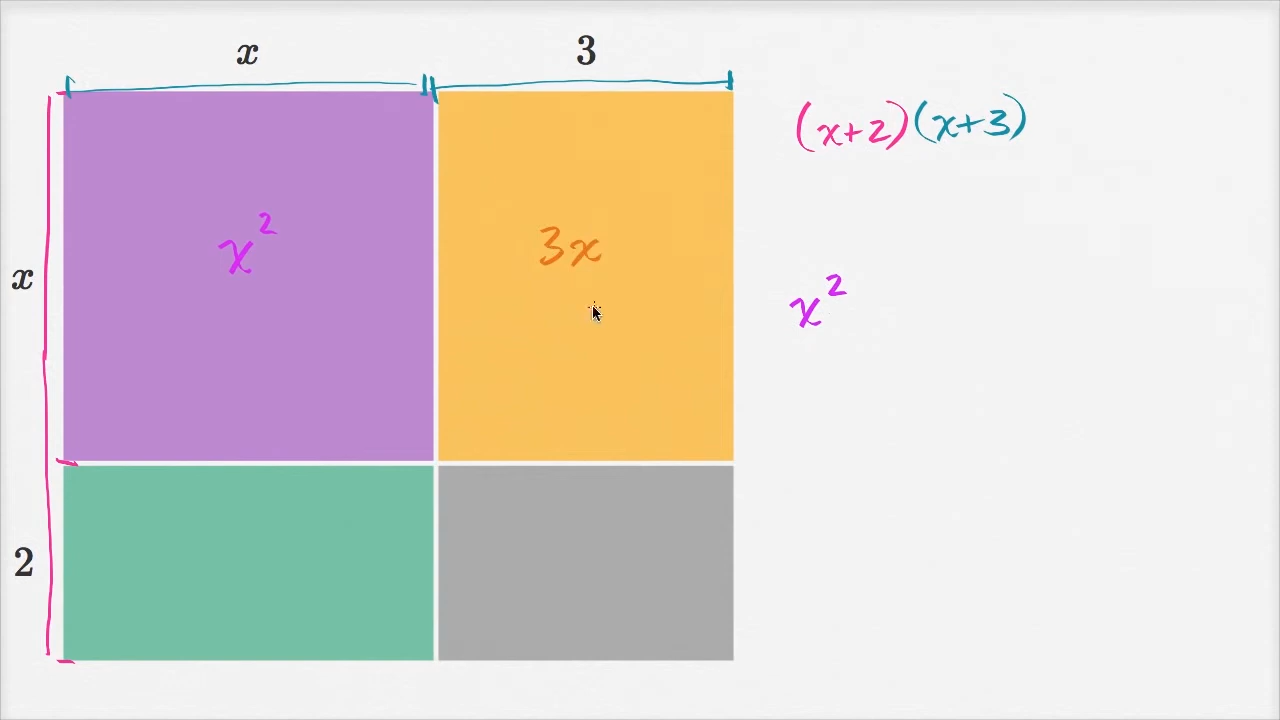 x 3
(x+2)(x+3)
x² 3x
x
x²
2